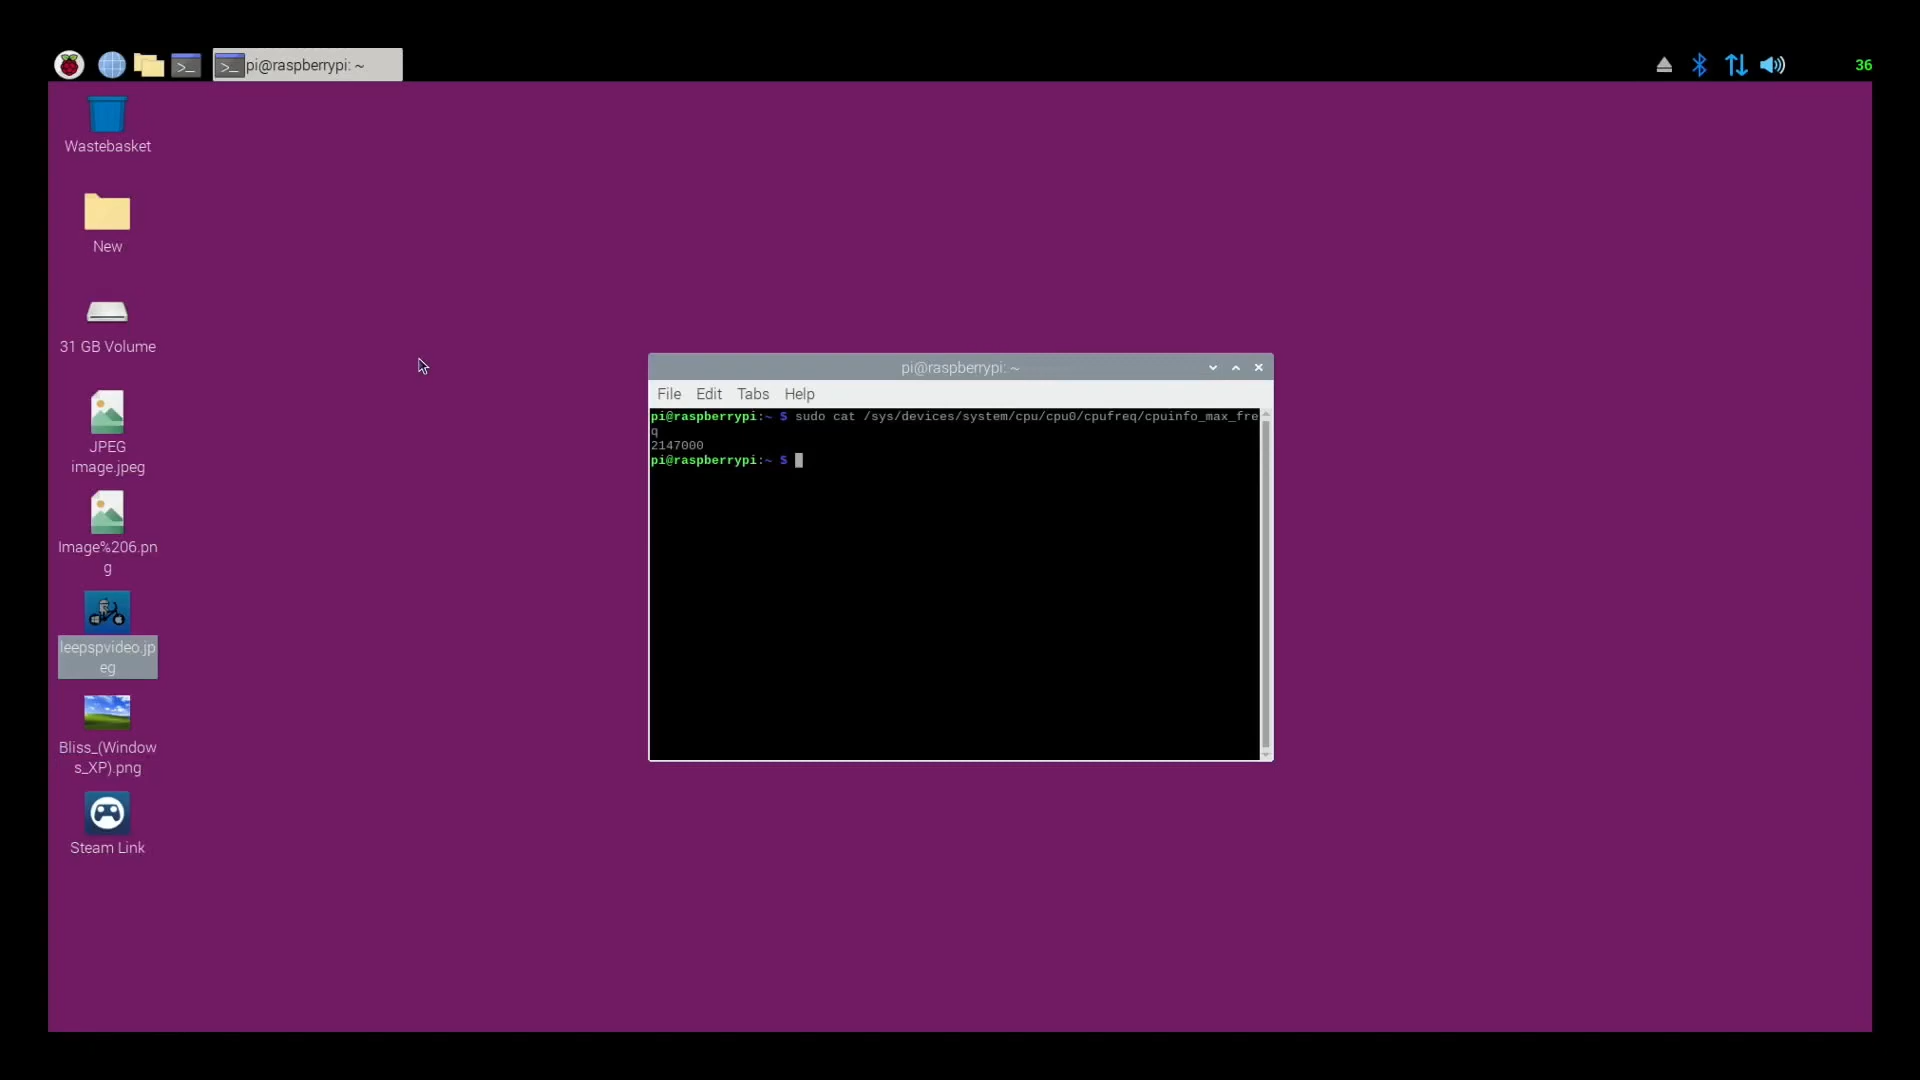 pi@raspberrypi: ~
36
Wastebasket
New
31 GB Volume
JPEG
image.jpeg
Image%206.pn
g
leepspvideo.jp
eg
Bliss_(Window
s_XP).png
Steam Link
pi@raspberrypi: ~
File Edit Tabs Help
pi@raspberrypi:~ $ sudo cat /sys/devices/system/cpu/cpu0/cpufreq/cpuinfo_max_fre
q
2147000
pi@raspberrypi:~ $